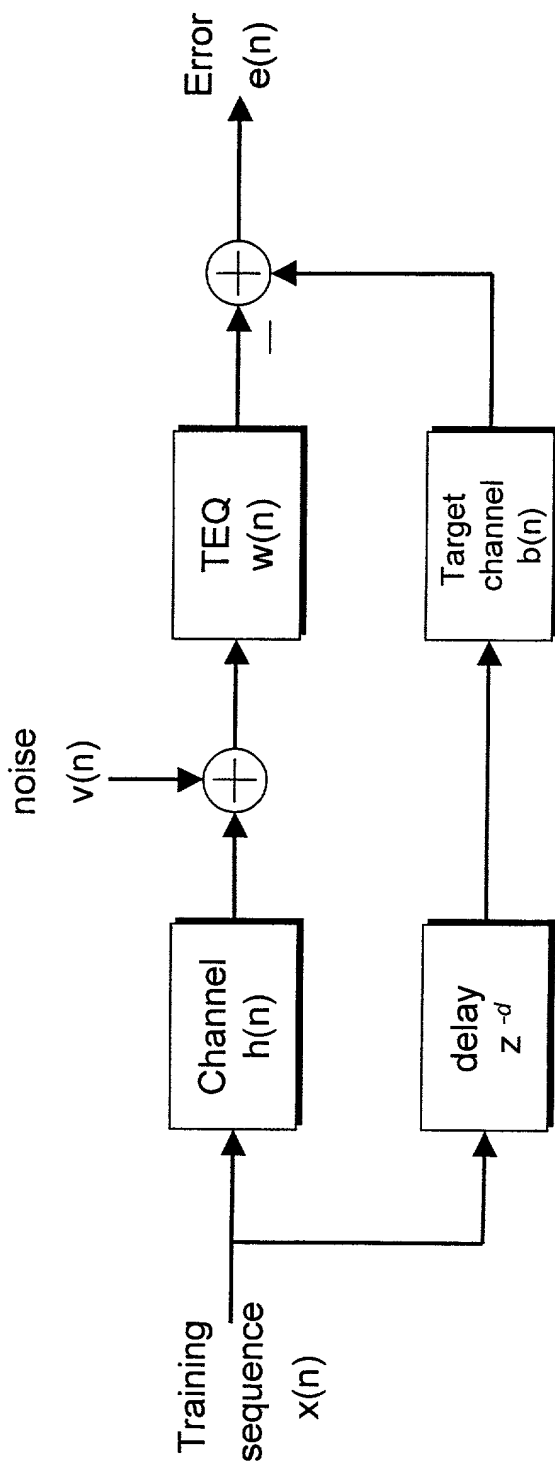 Training
sequence
x(n)
Channel
h(n)
noise
v(n)
+
TEQ
w(n)
+
−
Error
e(n)
delay
z -d
Target
channel
b(n)